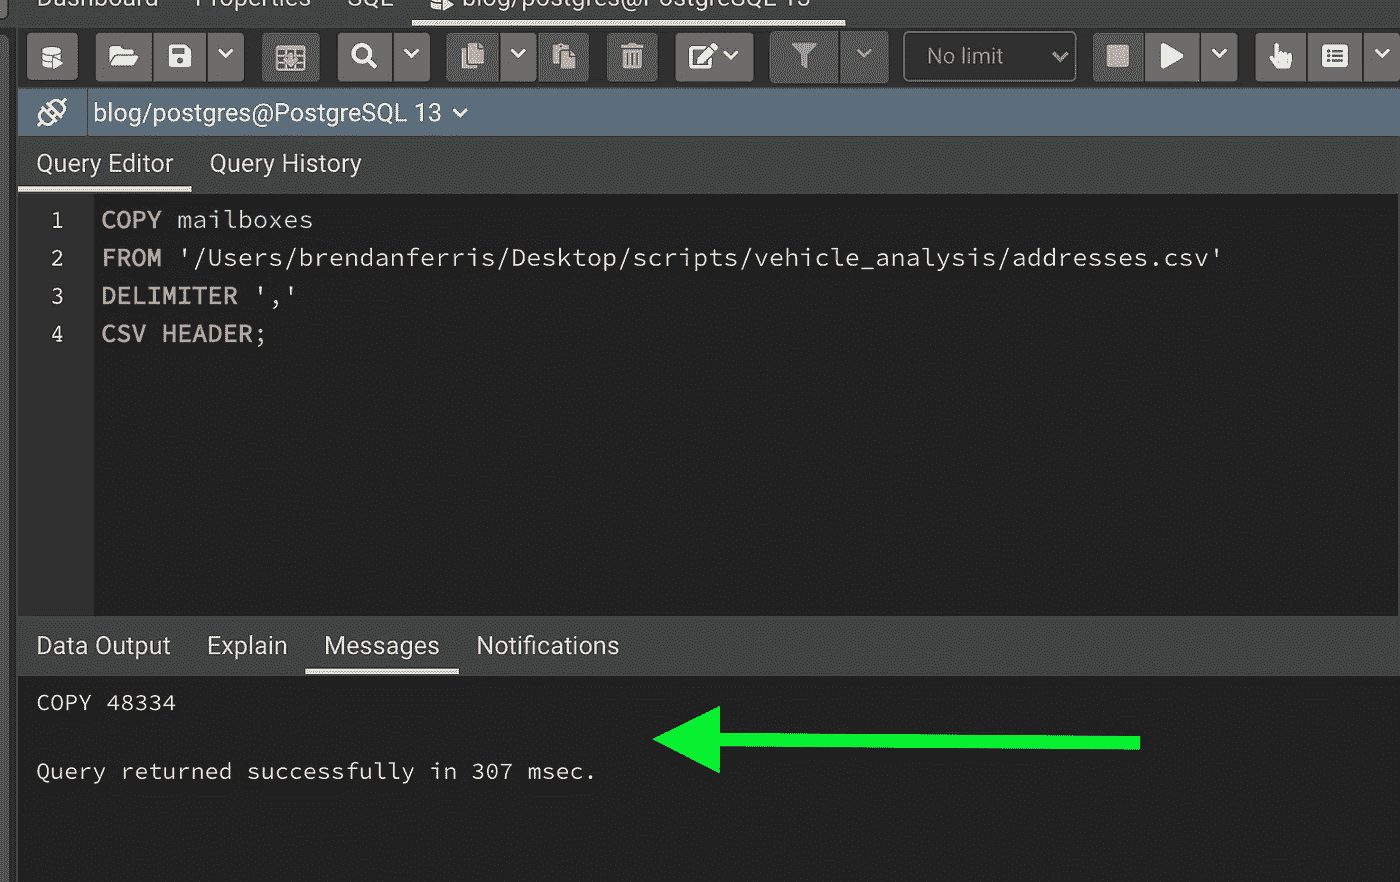 Dashboard Properties SQL blog/postgres@PostgreSQL 13
No limit
blog/postgres@PostgreSQL 13
Query Editor Query History
1 COPY mailboxes
2 FROM '/Users/brendanferris/Desktop/scripts/vehicle_analysis/addresses.csv'
3 DELIMITER ','
4 CSV HEADER;
Data Output Explain Messages Notifications
COPY 48334
Query returned successfully in 307 msec.